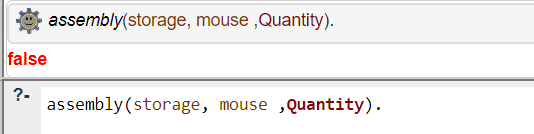 assembly(storage, mouse ,Quantity).
false
?- assembly(storage, mouse ,Quantity).